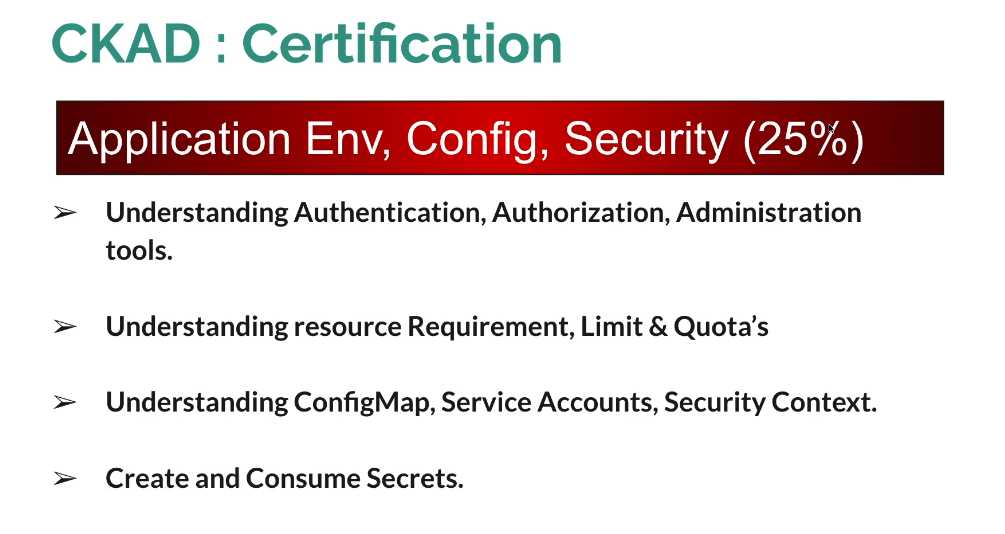 CKAD : Certification
Application Env, Config, Security (25%)
➢ Understanding Authentication, Authorization, Administration
tools.
➢ Understanding resource Requirement, Limit & Quota’s
➢ Understanding ConfigMap, Service Accounts, Security Context.
➢ Create and Consume Secrets.